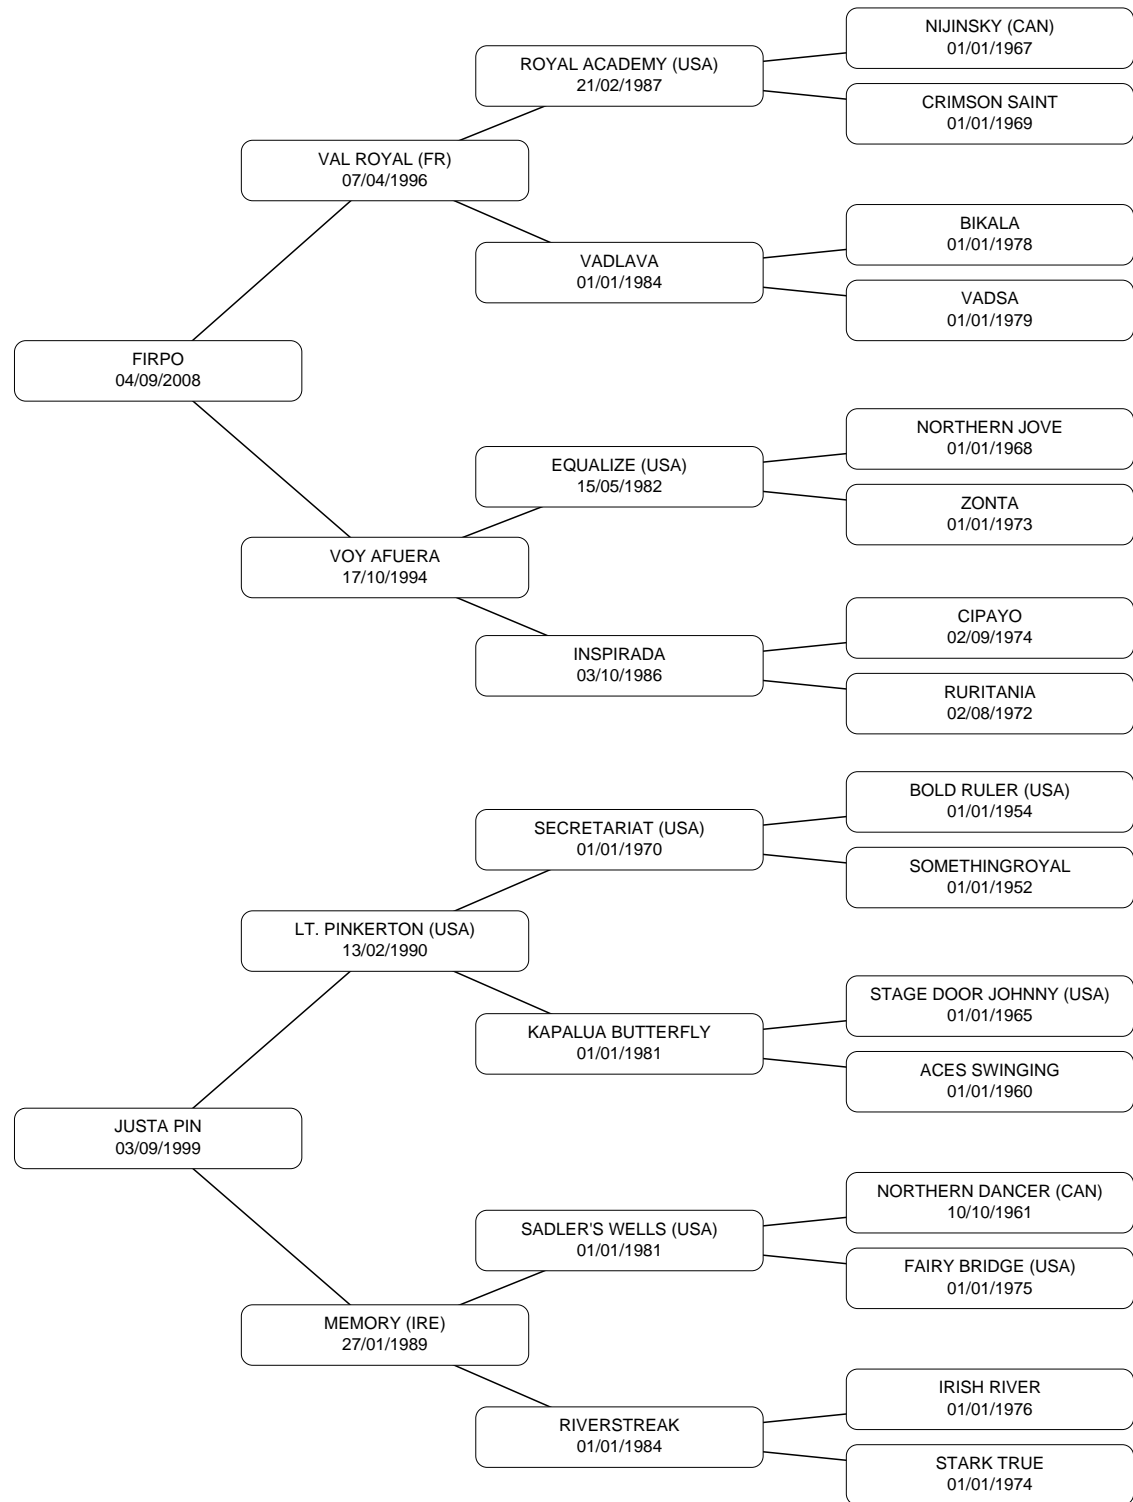 NIJINSKY (CAN)
01/01/1967
ROYAL ACADEMY (USA)
21/02/1987
CRIMSON SAINT
01/01/1969
VAL ROYAL (FR)
07/04/1996
BIKALA
01/01/1978
VADLAVA
01/01/1984
VADSA
01/01/1979
FIRPO
04/09/2008
NORTHERN JOVE
01/01/1968
EQUALIZE (USA)
15/05/1982
ZONTA
01/01/1973
VOY AFUERA
17/10/1994
CIPAYO
02/09/1974
INSPIRADA
03/10/1986
RURITANIA
02/08/1972
BOLD RULER (USA)
01/01/1954
SECRETARIAT (USA)
01/01/1970
SOMETHINGROYAL
01/01/1952
LT. PINKERTON (USA)
13/02/1990
STAGE DOOR JOHNNY (USA)
01/01/1965
KAPALUA BUTTERFLY
01/01/1981
ACES SWINGING
01/01/1960
JUSTA PIN
03/09/1999
NORTHERN DANCER (CAN)
10/10/1961
SADLER'S WELLS (USA)
01/01/1981
FAIRY BRIDGE (USA)
01/01/1975
MEMORY (IRE)
27/01/1989
IRISH RIVER
01/01/1976
RIVERSTREAK
01/01/1984
STARK TRUE
01/01/1974